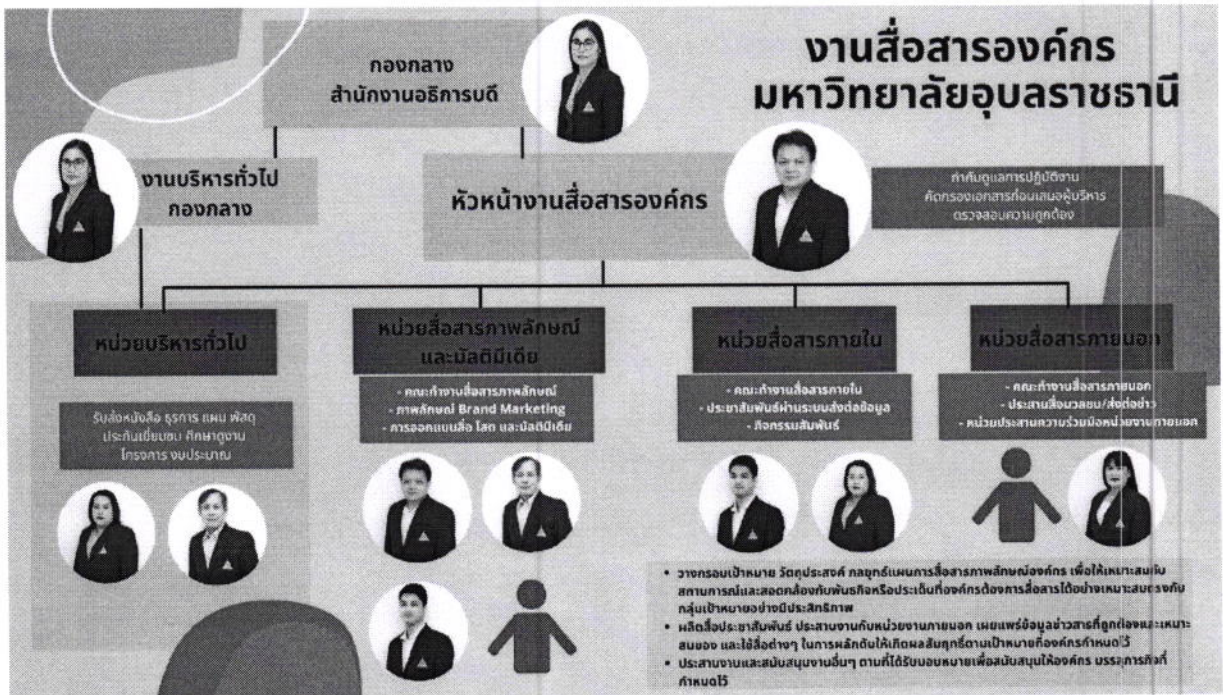 งานสื่อสารองค์กร
มหาวิทยาลัยอุบลราชธานี
กองกลาง
สำนักงานอธิการบดี
งานบริหารทั่วไป
กองกลาง
หัวหน้างานสื่อสารองค์กร
กำกับดูแลการปฏิบัติงาน
คัดกรองเอกสารก่อนเสนอผู้บริหาร
ตรวจสอบความถูกต้อง
หน่วยบริหารทั่วไป
รับส่งหนังสือ ธุรการ แผน พัสดุ
ประกันเยี่ยมชม ศึกษาดูงาน
โครงการ งบประมาณ
หน่วยสื่อสารภาพลักษณ์
และมัลติมีเดีย
- คณะทำงานสื่อสารภาพลักษณ์
- ภาพลักษณ์ Brand Marketing
- การออกแบบสื่อ โสต และมัลติมีเดีย
หน่วยสื่อสารภายใน
- คณะทำงานสื่อสารภายใน
- ประชาสัมพันธ์ผ่านระบบส่งต่อข้อมูล
- กิจกรรมสัมพันธ์
หน่วยสื่อสารภายนอก
- คณะทำงานสื่อสารภายนอก
- ประสานสื่อมวลชน/ส่งต่อข่าว
- หน่วยประสานความร่วมมือหน่วยงานภายนอก
• วางกรอบเป้าหมาย วัตถุประสงค์ กลยุทธ์แผนการสื่อสารภาพลักษณ์องค์กร เพื่อให้เหมาะสมกับ
สถานการณ์และสอดคล้องกับพันธกิจหรือประเด็นที่องค์กรต้องการสื่อสารได้อย่างเหมาะสมตรงกับ
กลุ่มเป้าหมายอย่างมีประสิทธิภาพ
• ผลิตสื่อประชาสัมพันธ์ ประสานงานกับหน่วยงานภายนอก เผยแพร่ข้อมูลข่าวสารที่ถูกต้องและเหมาะ
สมของ และใช้สื่อต่างๆ ในการผลักดันให้เกิดผลสัมฤทธิ์ตามเป้าหมายที่องค์กรกำหนดไว้
• ประสานงานและสนับสนุนงานอื่นๆ ตามที่ได้รับมอบหมายเพื่อสนับสนุนให้องค์กร บรรลุภารกิจที่
กำหนดไว้